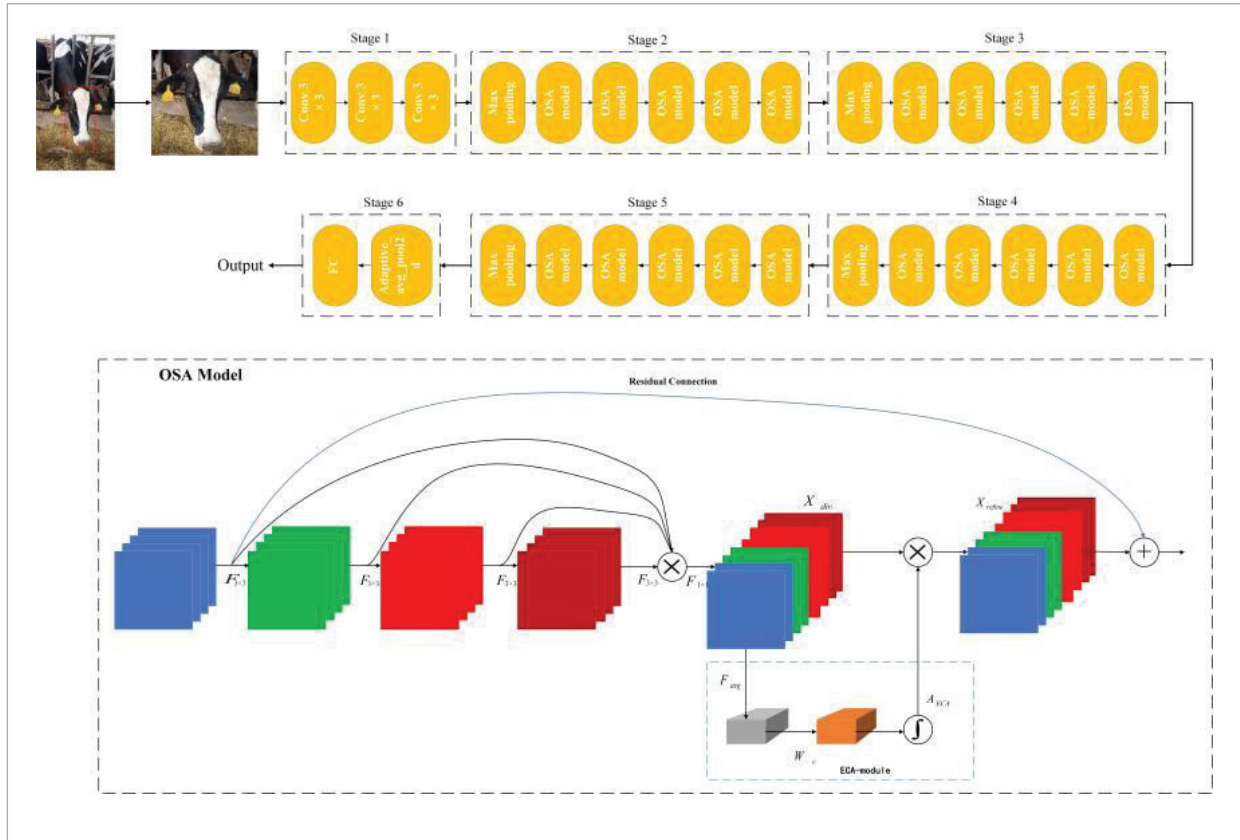 Stage 1
Stage 2
Stage 3
Conv 3
× 3
Conv 3
× 3
Conv 3
× 3
Max
pooling
OSA
model
OSA
model
OSA
model
OSA
model
OSA
model
Max
pooling
OSA
model
OSA
model
OSA
model
OSA
model
OSA
model
Stage 6
Stage 5
Stage 4
Output
FC
Adaptive_
avg_pool2
d
Max
pooling
OSA
model
OSA
model
OSA
model
OSA
model
OSA
model
Max
pooling
OSA
model
OSA
model
OSA
model
OSA
model
OSA
model
OSA Model
Residual Connection
X div
X refine
F3×3
F3×3
F3×3
F3×3
F1×1
F avg
A ECA
W c
ECA-module